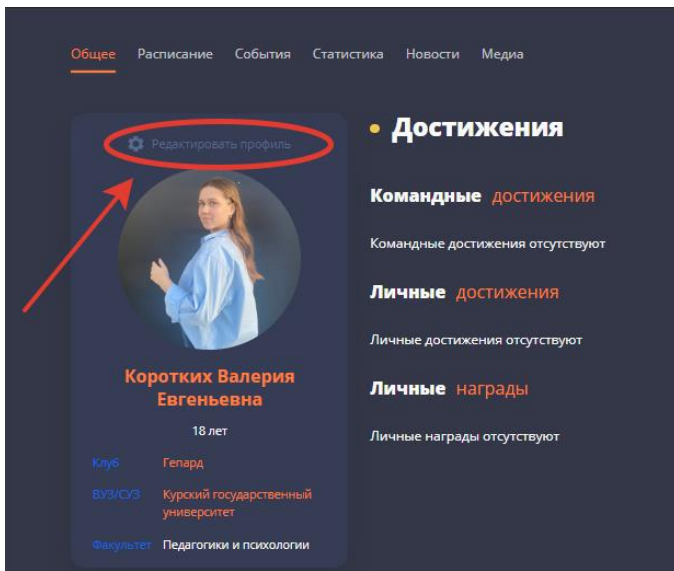 Общее Расписание События Статистика Новости Медиа
Редактировать профиль
Коротких Валерия
Евгеньевна
18 лет
Клуб Гепард
ВУЗ/СУЗ Курский государственный
университет
Факультет Педагогики и психологии
Достижения
Командные достижения
Командные достижения отсутствуют
Личные достижения
Личные достижения отсутствуют
Личные награды
Личные награды отсутствуют